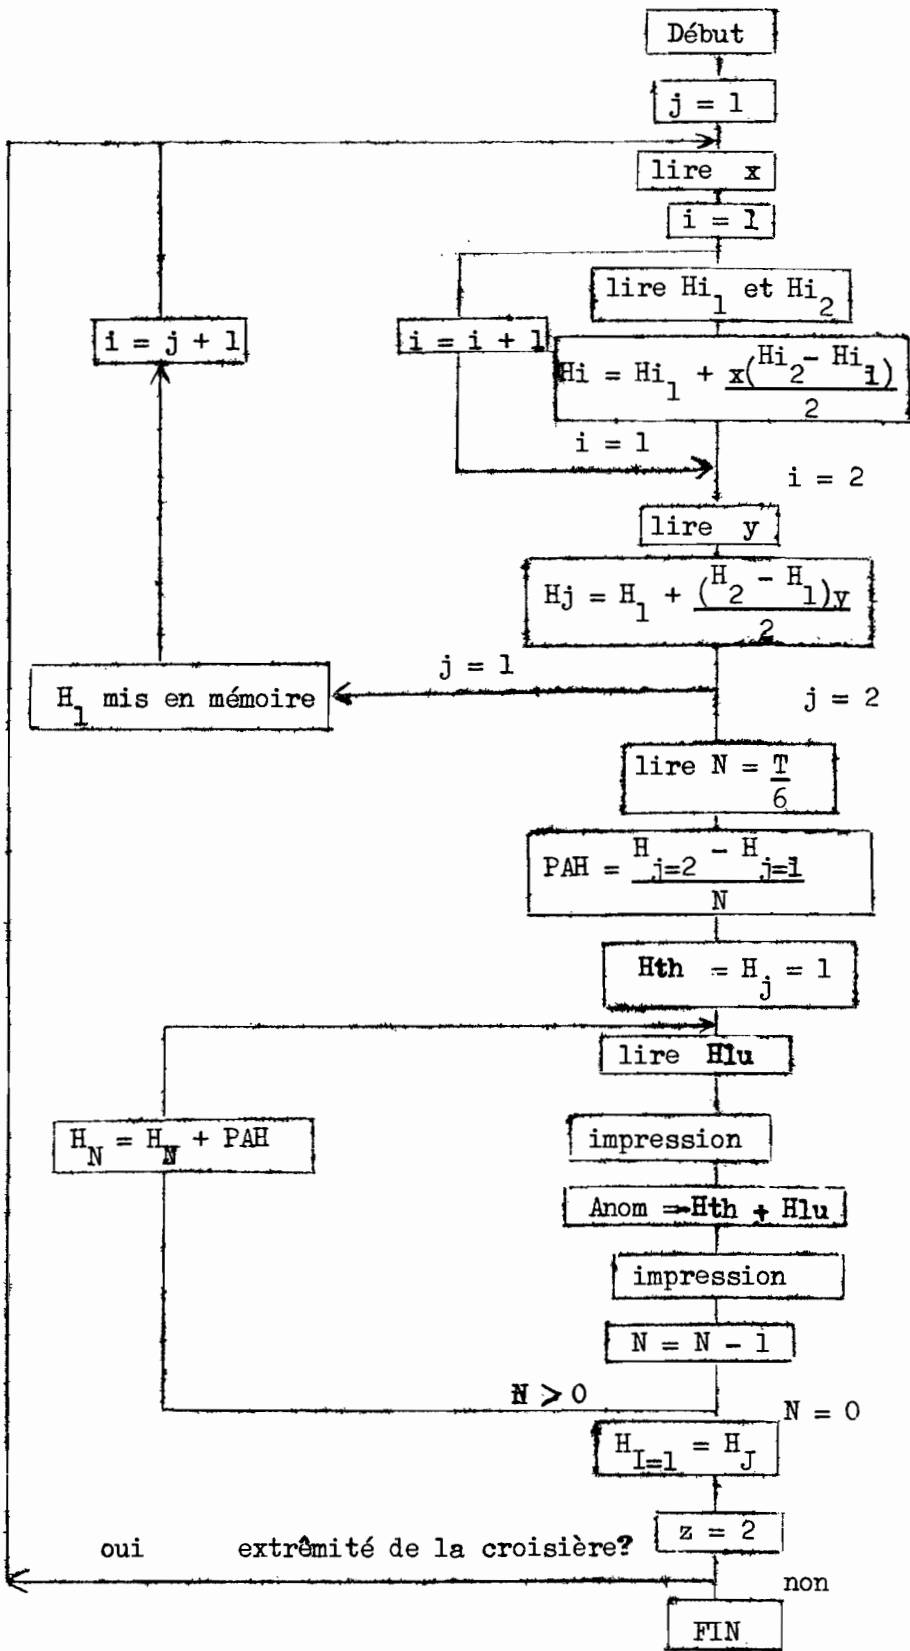 Début
j = 1
lire x
i = 1
lire Hi1 et Hi2
i = j + 1
i = i + 1
Hi = Hi1 + x(Hi2 - Hi1)
2
i = 1
i = 2
lire y
Hj = H1 + (H2 - H1)y
2
j = 1
H1 mis en mémoire
j = 2
lire N = T
6
PAH = Hj=2 - Hj=1
N
Hth = Hj = 1
lire Hlu
HN = HN + PAH
impression
Anom =-Hth + Hlu
impression
N = N - 1
N > 0
N = 0
HI=1 = HJ
z = 2
oui extrêmité de la croisière?
non
FIN